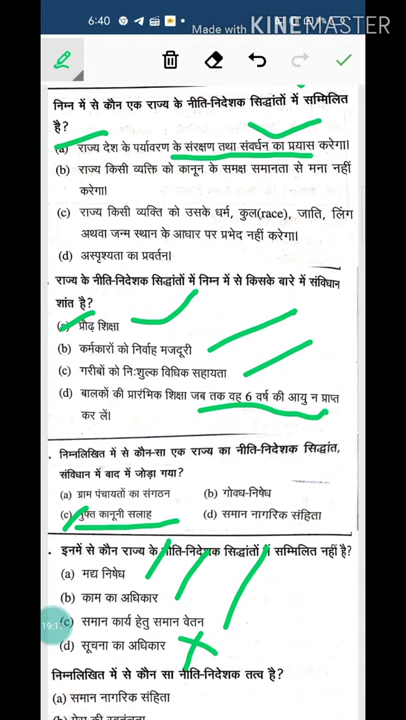 6:40
Made with KINEMASTER
निम्न में से कौन एक राज्य के नीति-निदेशक सिद्धांतों में सम्मिलित
है?
(a) राज्य देश के पर्यावरण के संरक्षण तथा संवर्धन का प्रयास करेगा।
(b) राज्य किसी व्यक्ति को कानून के समक्ष समानता से मना नहीं
करेगा।
(c) राज्य किसी व्यक्ति को उसके धर्म, कुल(race), जाति, लिंग
अथवा जन्म स्थान के आधार पर प्रभेद नहीं करेगा।
(d) अस्पृश्यता का प्रवर्तन।
राज्य के नीति-निदेशक सिद्धांतों में निम्न में से किसके बारे में संविधान
शांत है?
(a) प्रौढ़ शिक्षा
(b) कर्मकारों को निर्वाह मजदूरी
(c) गरीबों को निःशुल्क विधिक सहायता
(d) बालकों की प्रारंभिक शिक्षा जब तक वह 6 वर्ष की आयु न प्राप्त
कर लें।
निम्नलिखित में से कौन-सा एक राज्य का नीति-निदेशक सिद्धांत,
संविधान में बाद में जोड़ा गया?
(a) ग्राम पंचायतों का संगठन (b) गोवध-निषेध
(c) मुफ्त कानूनी सलाह (d) समान नागरिक संहिता
. इनमें से कौन राज्य के नीति-निदेशक सिद्धांतों में सम्मिलित नहीं है?
(a) मद्य निषेध
(b) काम का अधिकार
(c) समान कार्य हेतु समान वेतन
(d) सूचना का अधिकार
निम्नलिखित में से कौन सा नीति-निदेशक तत्व है?
(a) समान नागरिक संहिता